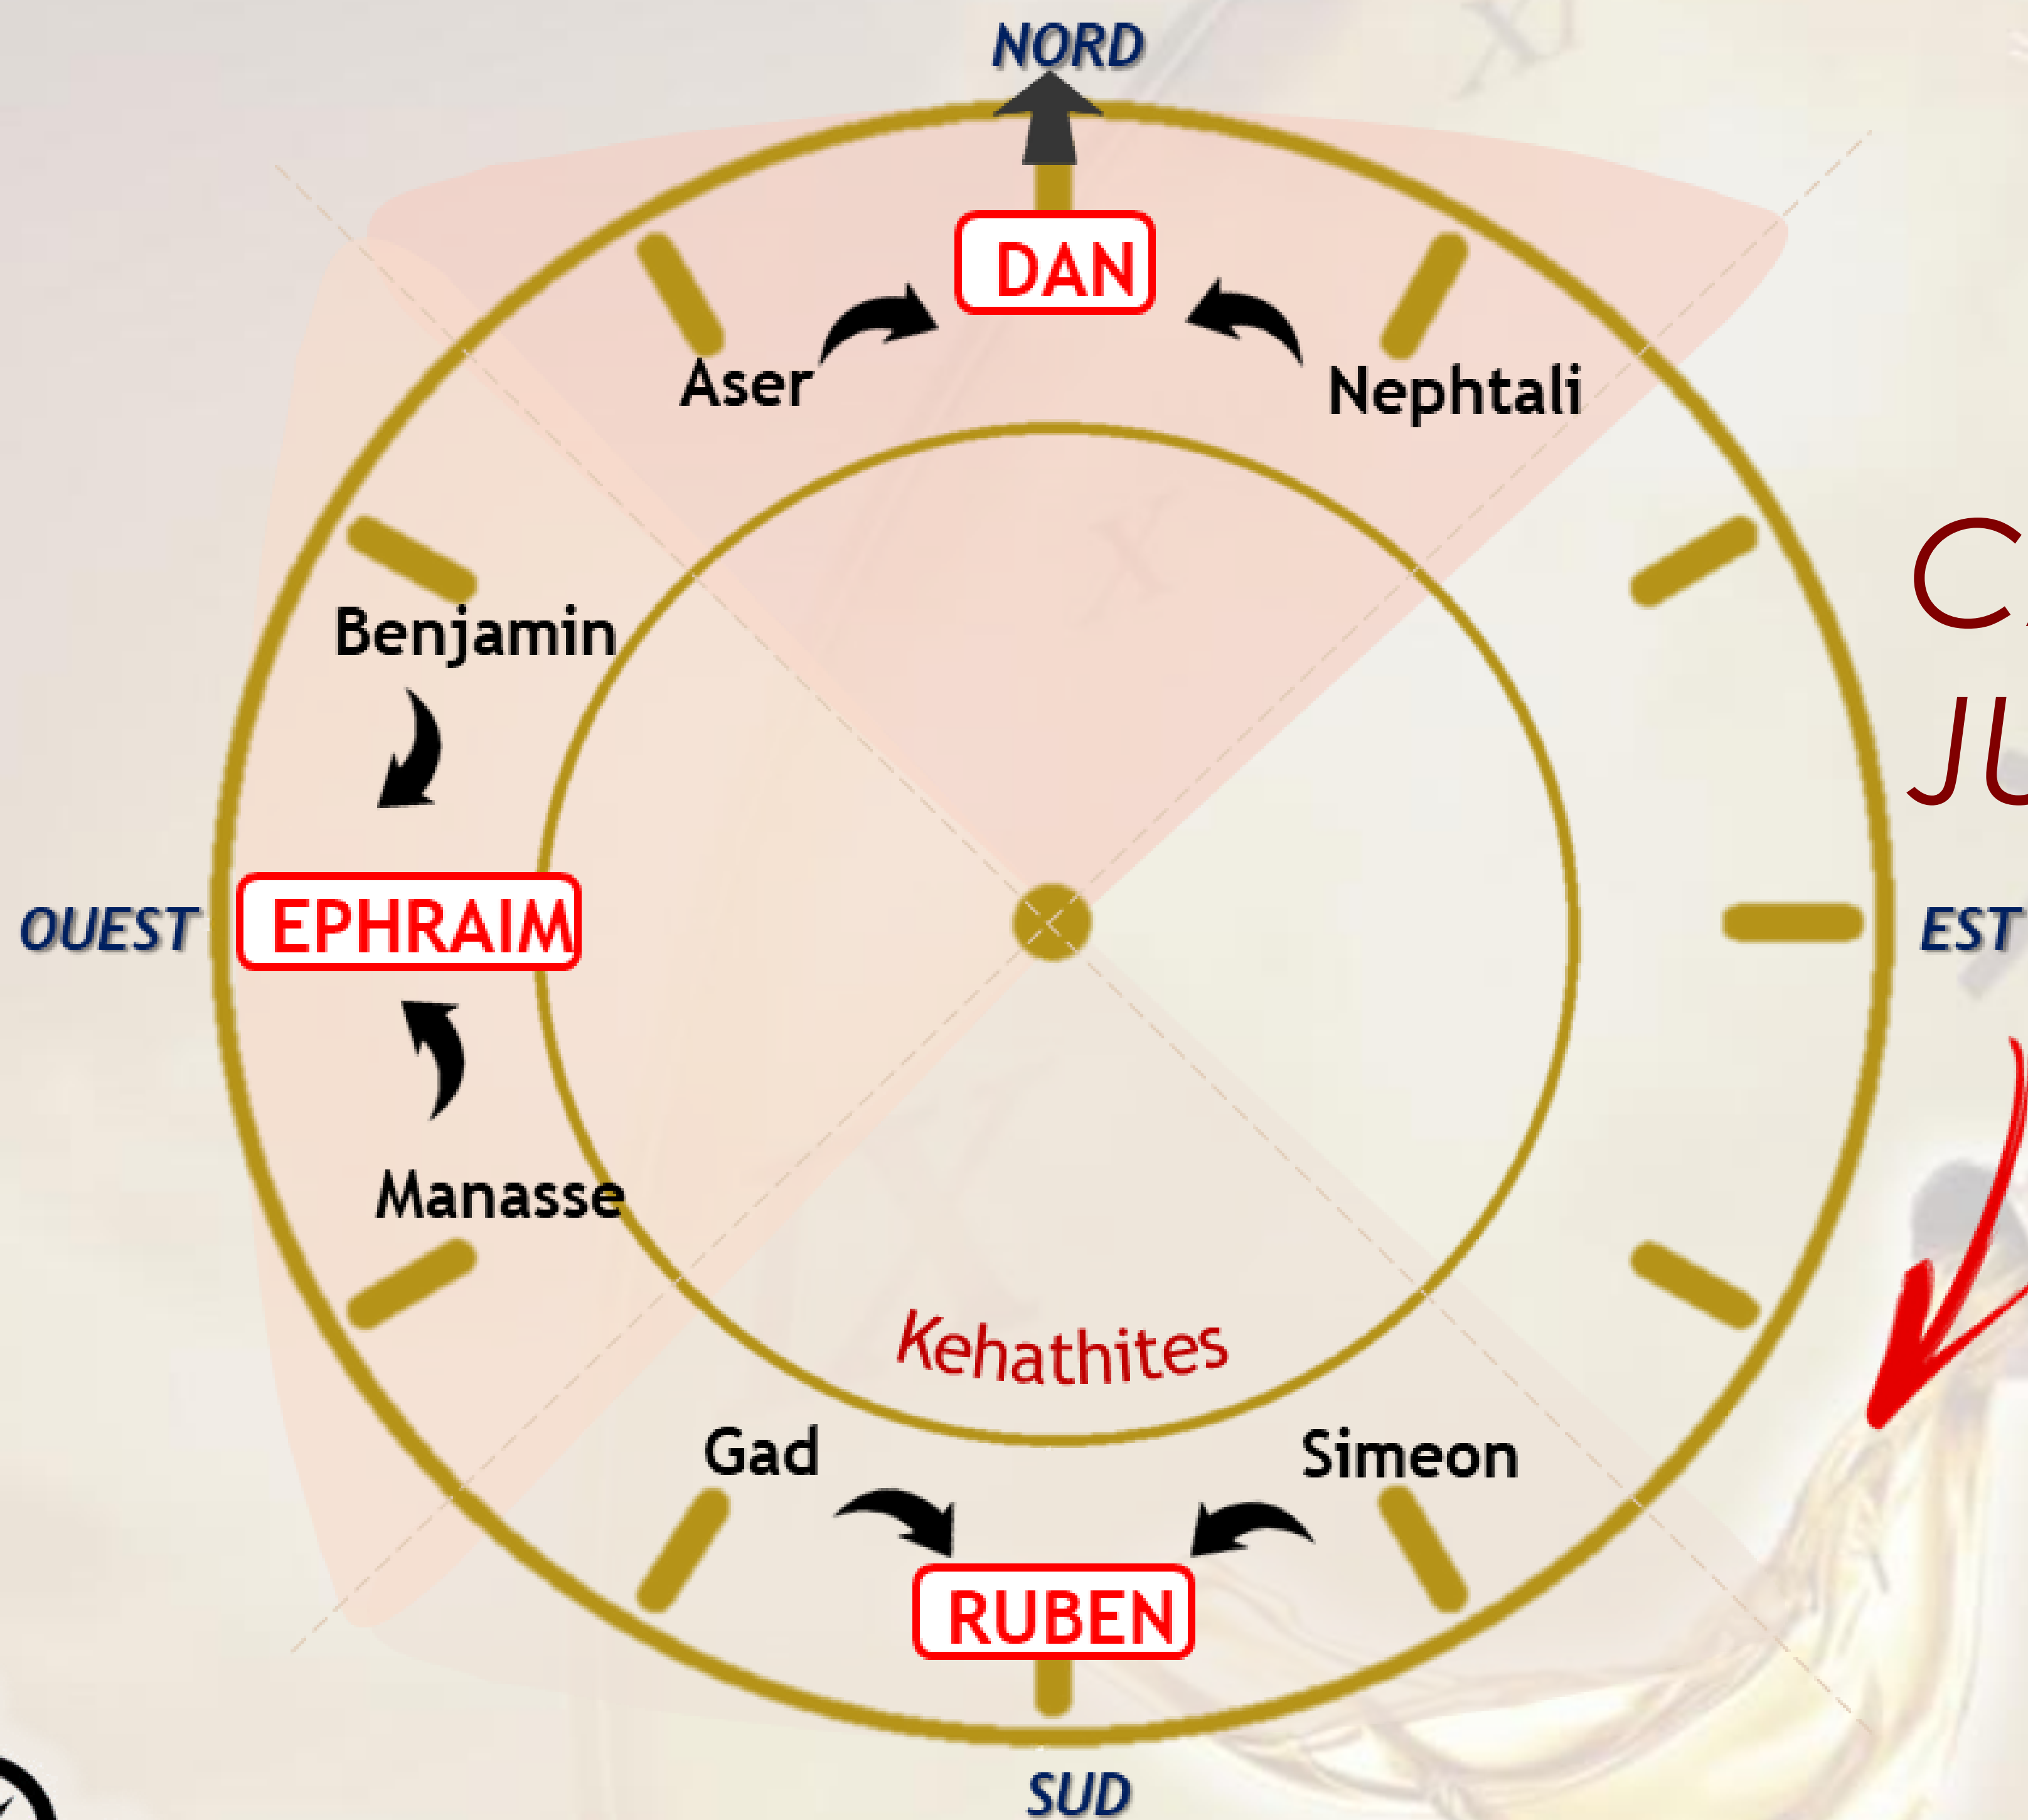 NORD
DAN
Aser
Nephtali
Benjamin
OUEST
EPHRAIM
EST
Manasse
Kehathites
Gad
Simeon
RUBEN
SUD